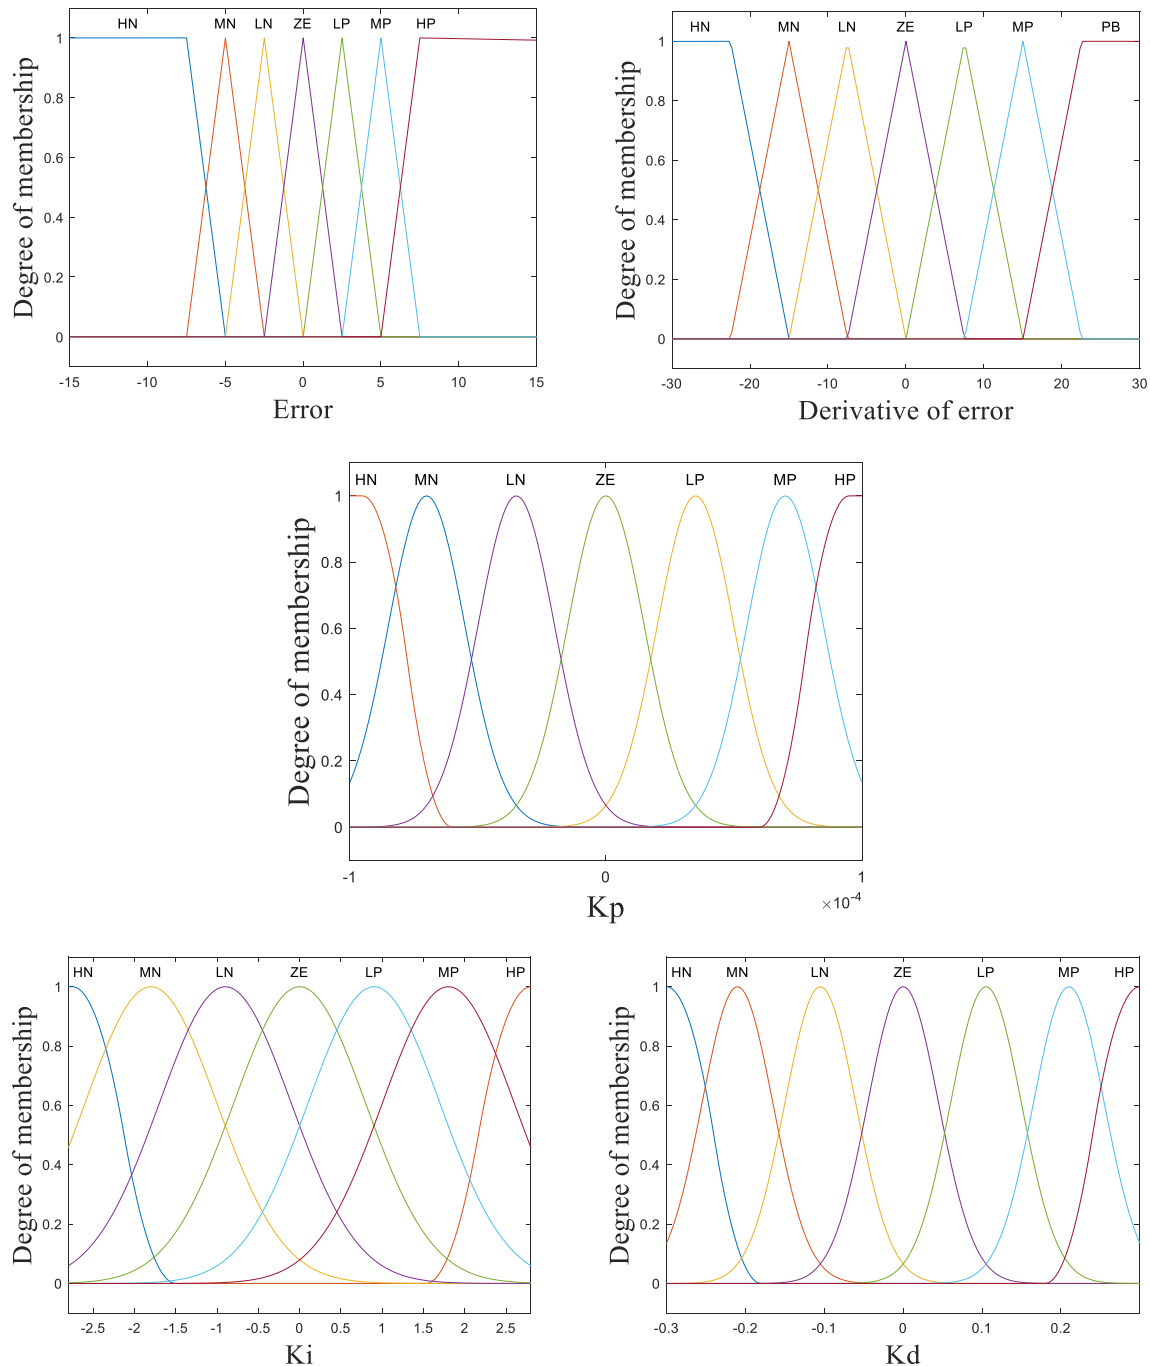 HN MN LN ZE LP MP HP
1
0.8
0.6
0.4
0.2
0
Degree of membership
-15 -10 -5 0 5 10 15
Error
HN MN LN ZE LP MP PB
1
0.8
0.6
0.4
0.2
0
Degree of membership
-30 -20 -10 0 10 20 30
Derivative of error
HN MN LN ZE LP MP HP
1
0.8
0.6
0.4
0.2
0
Degree of membership
-1 0 1
×10-4
Kp
HN MN LN ZE LP MP HP
1
0.8
0.6
0.4
0.2
0
Degree of membership
-2.5 -2 -1.5 -1 -0.5 0 0.5 1 1.5 2 2.5
Ki
HN MN LN ZE LP MP HP
1
0.8
0.6
0.4
0.2
0
Degree of membership
-0.3 -0.2 -0.1 0 0.1 0.2
Kd